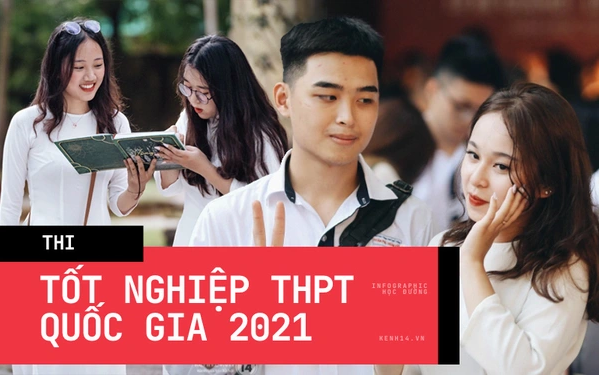 THI
TỐT NGHIỆP THPT
QUỐC GIA 2021
INFOGRAPHIC
HỌC ĐƯỜNG
KENH14.VN